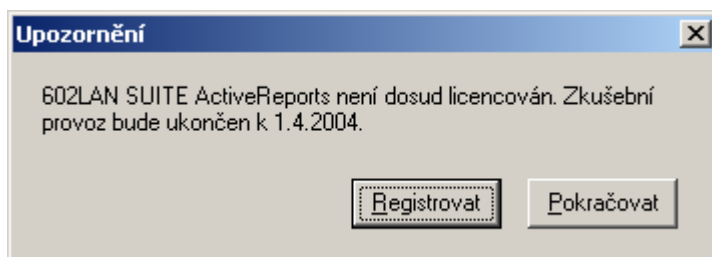 Upozornění
602LAN SUITE ActiveReports není dosud licencován. Zkušební
provoz bude ukončen k 1.4.2004.
Registrovat Pokračovat